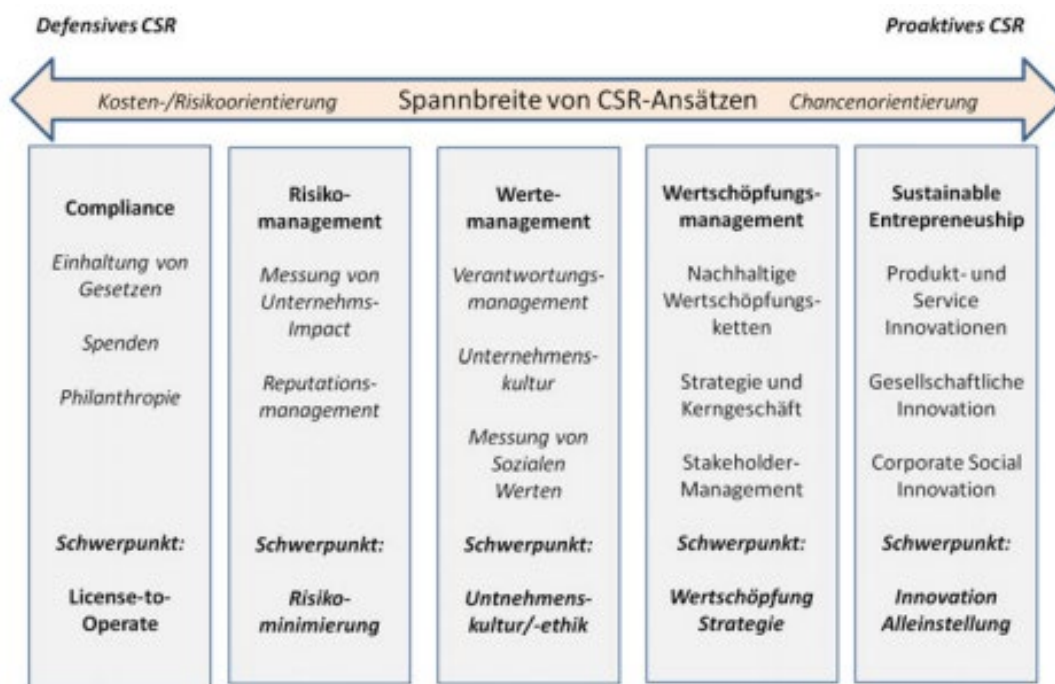 Defensives CSR
Proaktives CSR
Kosten-/Risikoorientierung
Spannbreite von CSR-Ansätzen
Chancenorientierung
Compliance
Einhaltung von
Gesetzen
Spenden
Philanthropie
Schwerpunkt:
License-to-
Operate
Risiko-
management
Messung von
Unternehms-
Impact
Reputations-
management
Schwerpunkt:
Risiko-
minimierung
Werte-
management
Verantwortungs-
management
Unternehmens-
kultur
Messung von
Sozialen
Werten
Schwerpunkt:
Untnehmens-
kultur/-ethik
Wertschöpfungs-
management
Nachhaltige
Wertschöpfungs-
ketten
Strategie und
Kerngeschäft
Stakeholder-
Management
Schwerpunkt:
Wertschöpfung
Strategie
Sustainable
Entrepreneuship
Produkt- und
Service
Innovationen
Gesellschaftliche
Innovation
Corporate Social
Innovation
Schwerpunkt:
Innovation
Alleinstellung